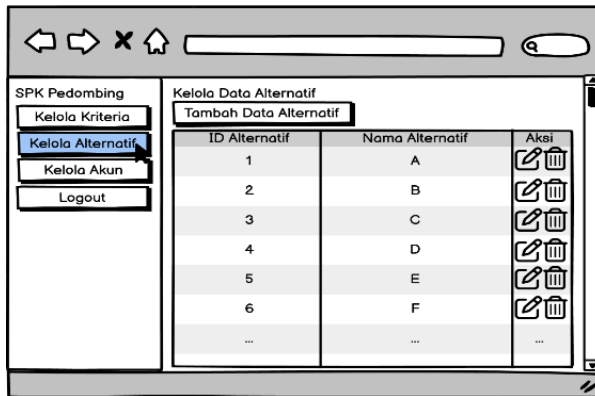 SPK Pedombing
Kelola Kriteria
Kelola Alternatif
Kelola Akun
Logout
Kelola Data Alternatif
Tambah Data Alternatif
ID Alternatif Nama Alternatif Aksi
1 A
2 B
3 C
4 D
5 E
6 F
... ... ...